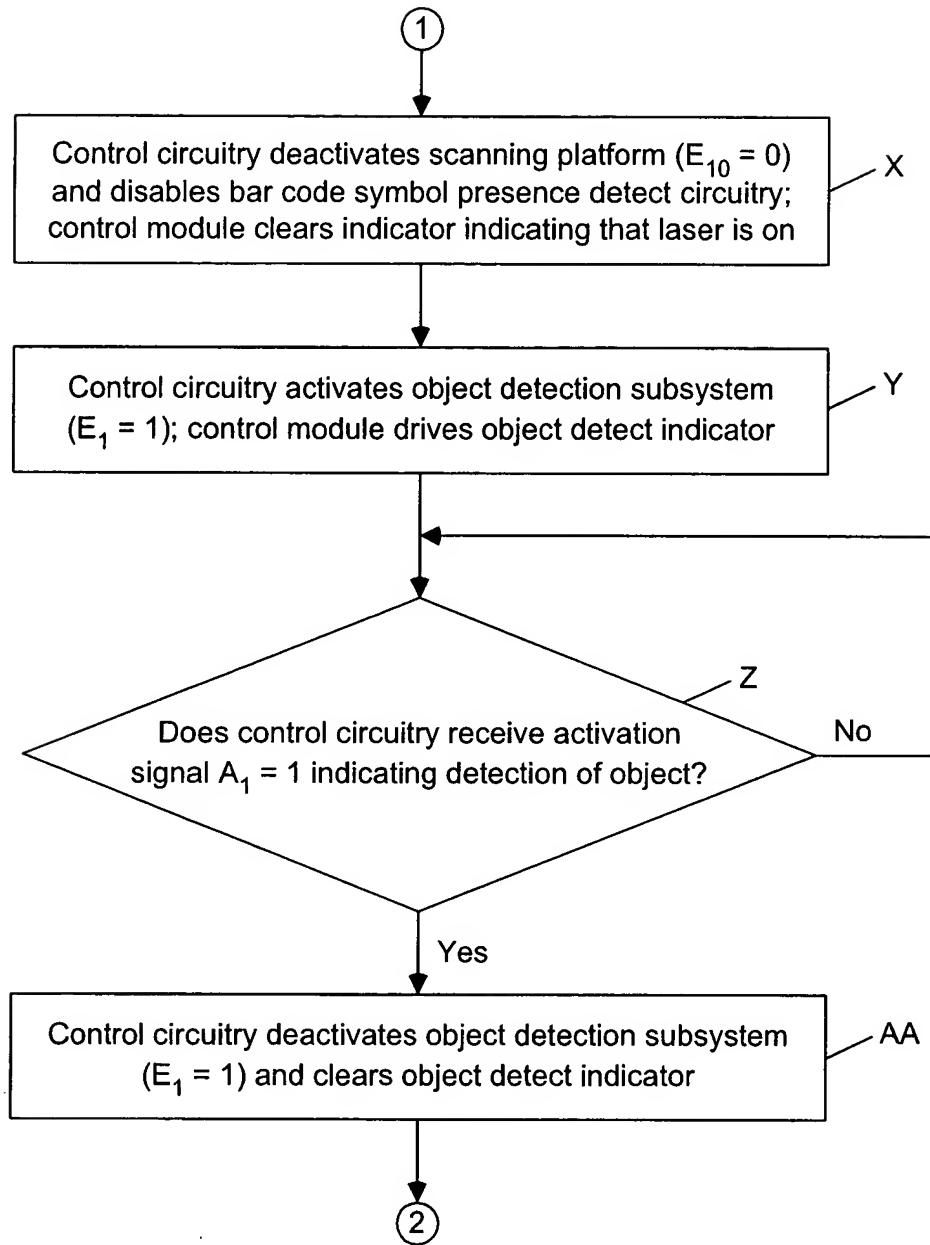 1
Control circuitry deactivates scanning platform (E10 = 0)
and disables bar code symbol presence detect circuitry;
control module clears indicator indicating that laser is on
X
Control circuitry activates object detection subsystem
(E1 = 1); control module drives object detect indicator
Y
Z
Does control circuitry receive activation
signal A1 = 1 indicating detection of object?
No
Yes
Control circuitry deactivates object detection subsystem
(E1 = 1) and clears object detect indicator
AA
2